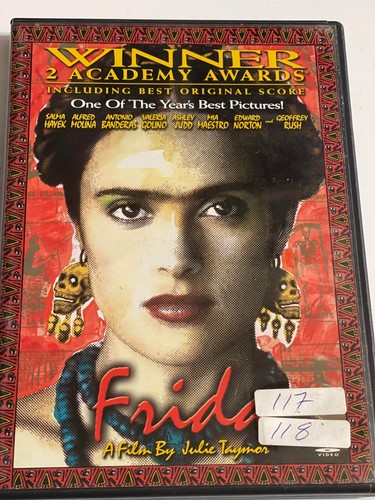 WINNER
2 ACADEMY AWARDS
INCLUDING BEST ORIGINAL SCORE
One Of The Year's Best Pictures!
SALMA HAYEK ALFRED MOLINA ANTONIO BANDERAS VALERIA GOLINO ASHLEY JUDD MIA MAESTRO EDWARD NORTON and GEOFFREY RUSH
Frida
A Film By Julie Taymor
117
118
VIDEO